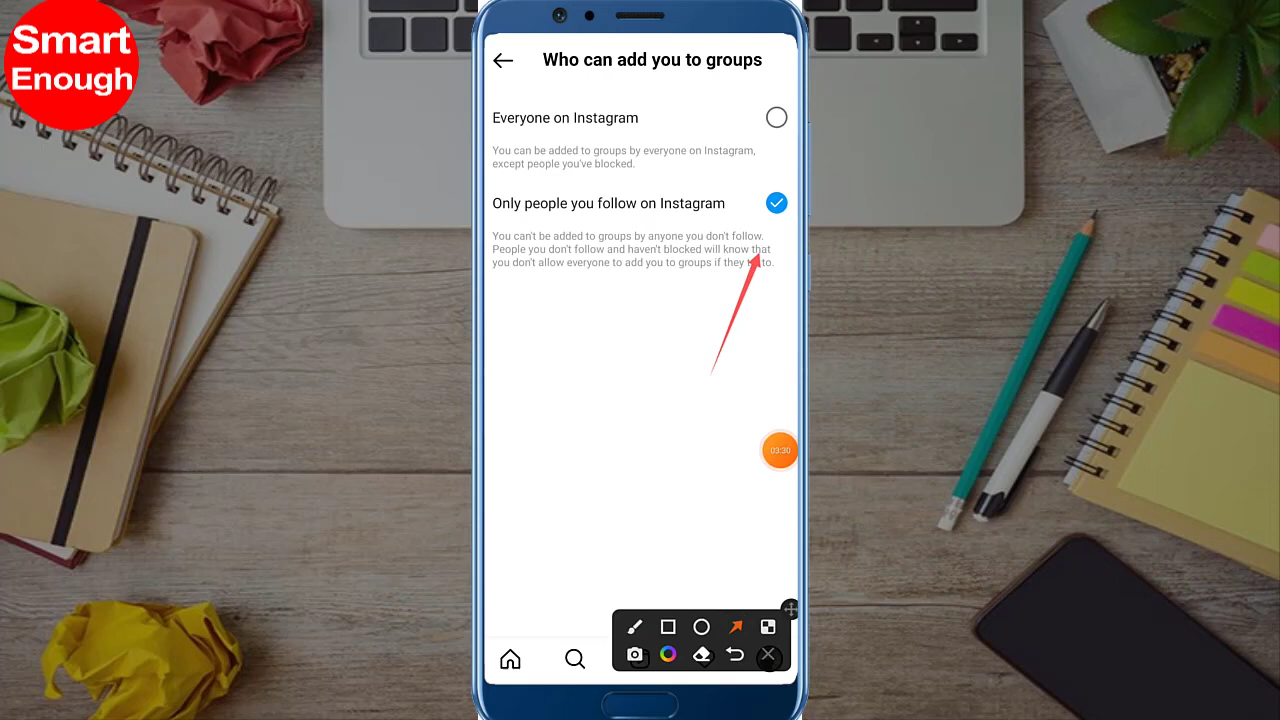 Smart
Enough
Who can add you to groups
Everyone on Instagram
You can be added to groups by everyone on Instagram,
except people you've blocked.
Only people you follow on Instagram
You can't be added to groups by anyone you don't follow.
People you don't follow and haven't blocked will know that
you don't allow everyone to add you to groups if they to.
03:30